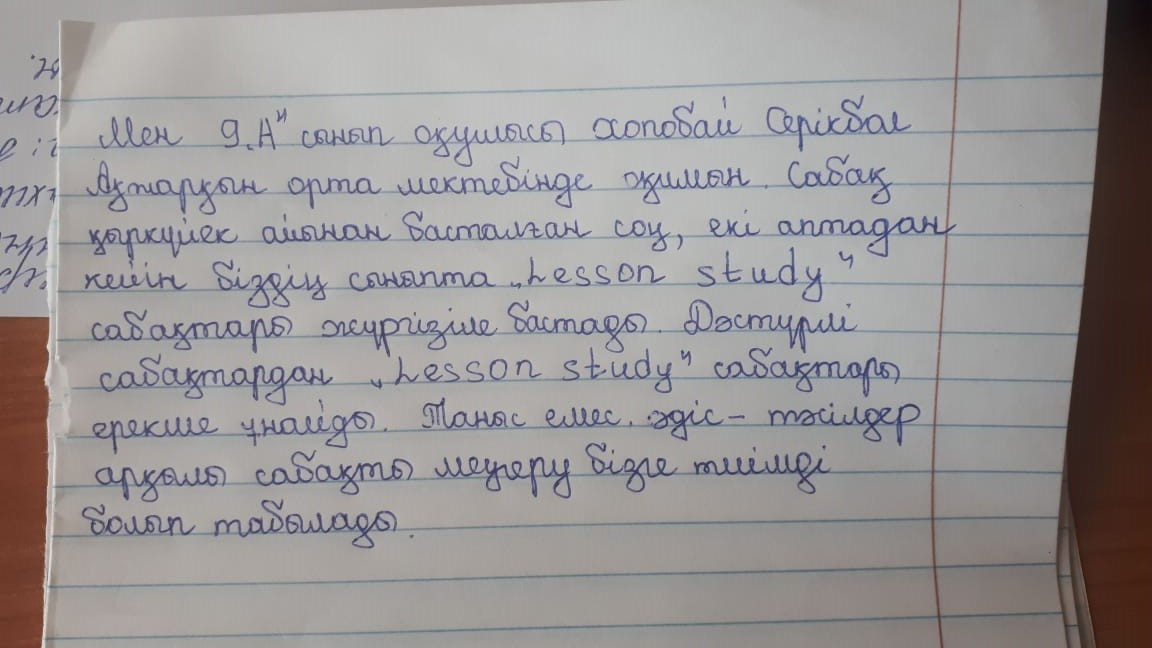 Мен 9 „А" сынып оқушысы Жопобай Серікбал
Ақтарқын орта мектебінде оқимын. Сабақ
қыркүйек айынан басталған соң, екі аптадан
кейін біздің сыныпта „Lesson study"
сабақтары жүргізіле бастады. Дәстүрлі
сабақтардан „Lesson study" сабақтары
ерекше ұнайды. Таныс емес. әдіс - тәсілдер
арқылы сабақты меңгеру бізге тиімді
болып табылады.